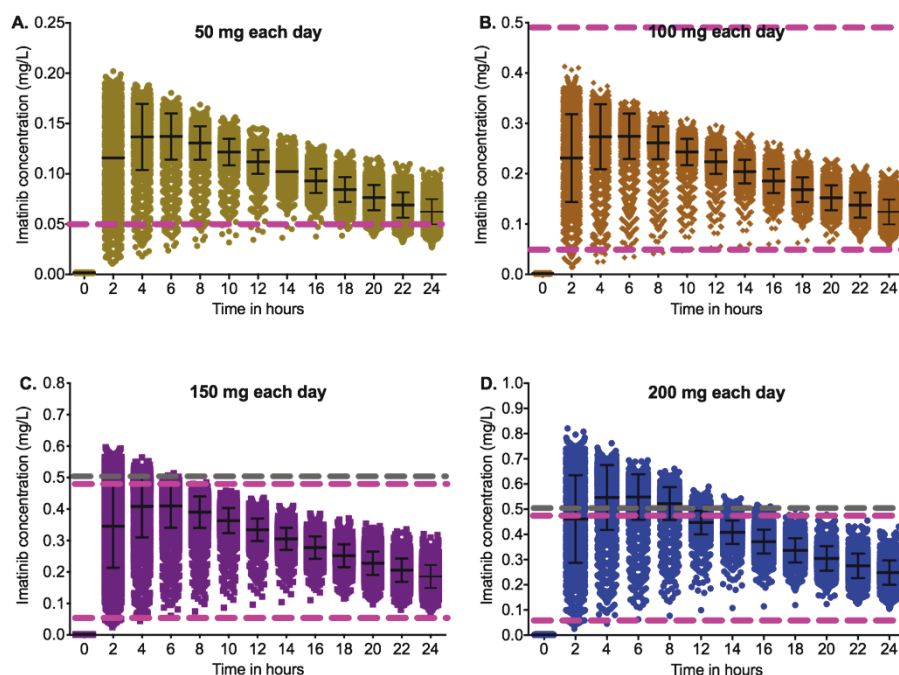 A.
50 mg each day
Imatinib concentration (mg/L)
0.25
0.20
0.15
0.10
0.05
0.00
0 2 4 6 8 10 12 14 16 18 20 22 24
Time in hours
B.
100 mg each day
Imatinib concentration (mg/L)
0.5
0.4
0.3
0.2
0.1
0.0
0 2 4 6 8 10 12 14 16 18 20 22 24
Time in hours
C.
150 mg each day
Imatinib concentration (mg/L)
0.8
0.7
0.6
0.5
0.4
0.3
0.2
0.1
0.0
0 2 4 6 8 10 12 14 16 18 20 22 24
Time in hours
D.
200 mg each day
Imatinib concentration (mg/L)
1.0
0.9
0.8
0.7
0.6
0.5
0.4
0.3
0.2
0.1
0.0
0 2 4 6 8 10 12 14 16 18 20 22 24
Time in hours